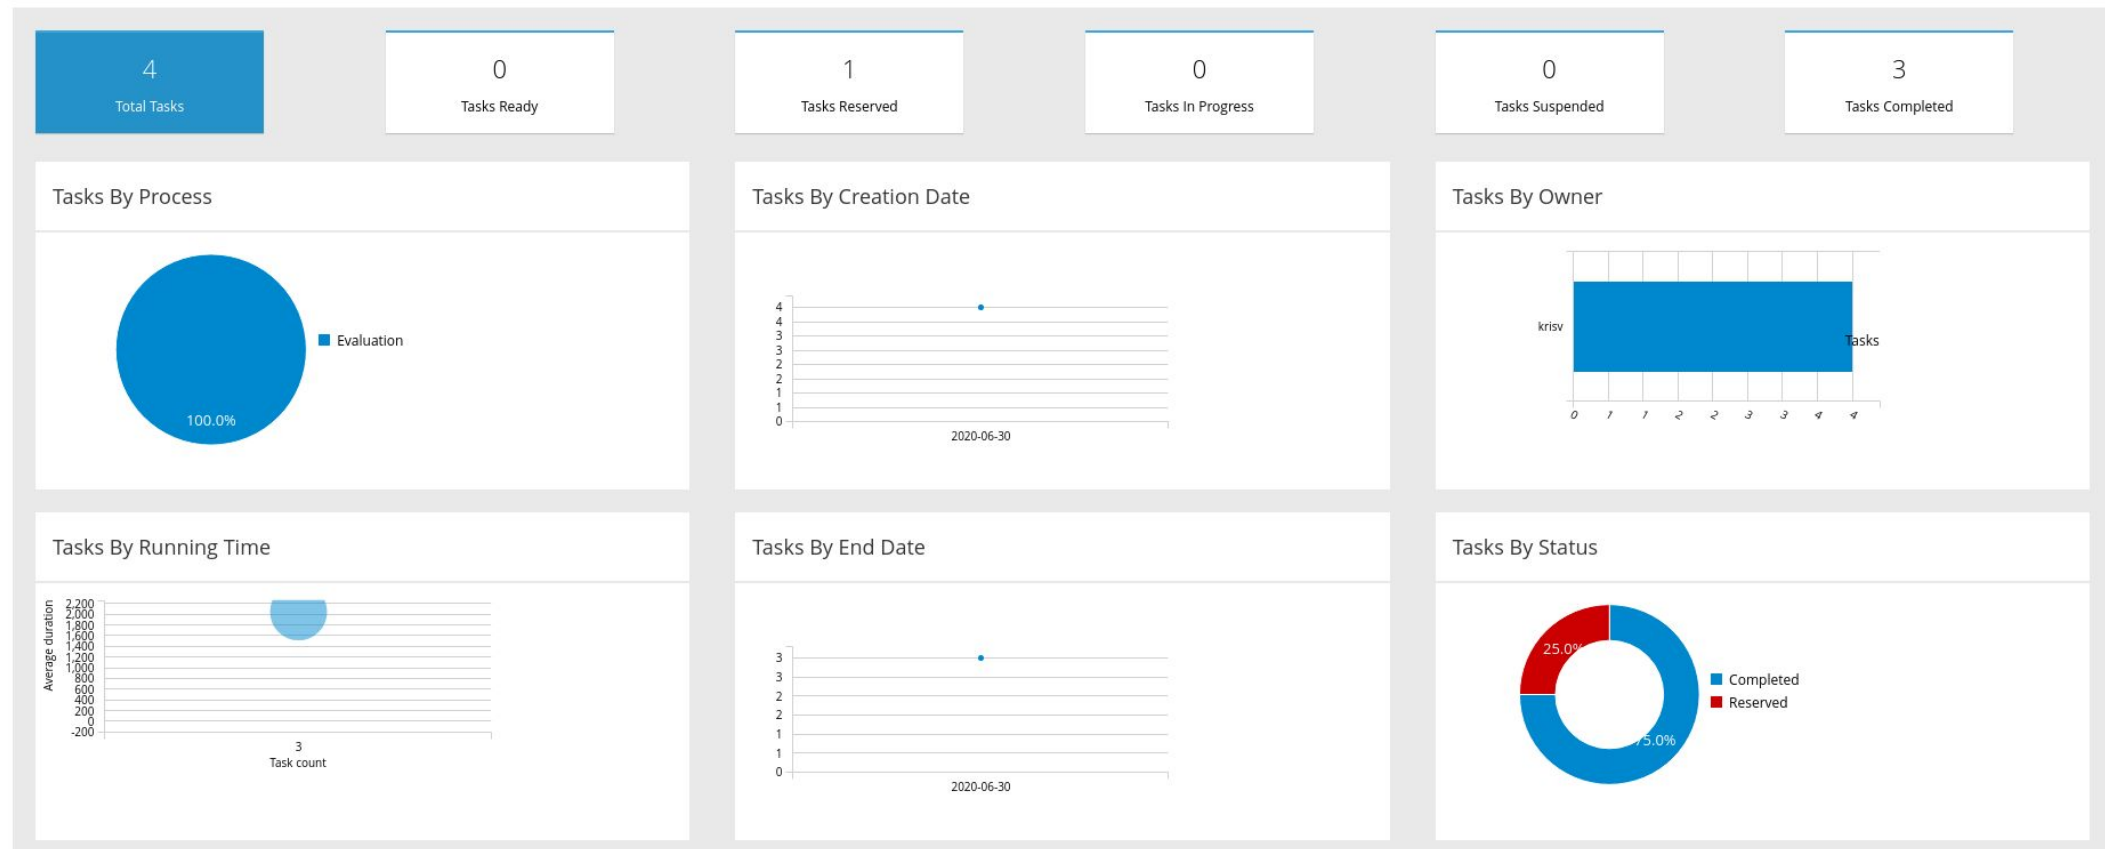 4
Total Tasks
0
Tasks Ready
1
Tasks Reserved
0
Tasks In Progress
0
Tasks Suspended
3
Tasks Completed
Tasks By Process
100.0%
Evaluation
Tasks By Creation Date
4
4
3
3
2
2
1
1
0
2020-06-30
Tasks By Owner
krisv
Tasks
0 1 1 2 2 3 3 4 4
Tasks By Running Time
Average duration
2,200
2,000
1,800
1,600
1,400
1,200
1,000
800
600
400
200
0
-200
3
Task count
Tasks By End Date
3
3
2
2
1
1
0
2020-06-30
Tasks By Status
25.0%
75.0%
Completed
Reserved